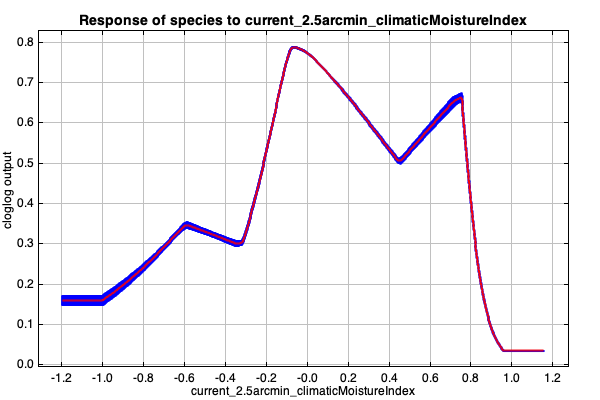 Response of species to current_2.5arcmin_climaticMoistureIndex
cloglog output
0.8
0.7
0.6
0.5
0.4
0.3
0.2
0.1
0.0
-1.2 -1.0 -0.8 -0.6 -0.4 -0.2 -0.0 0.2 0.4 0.6 0.8 1.0 1.2
current_2.5arcmin_climaticMoistureIndex